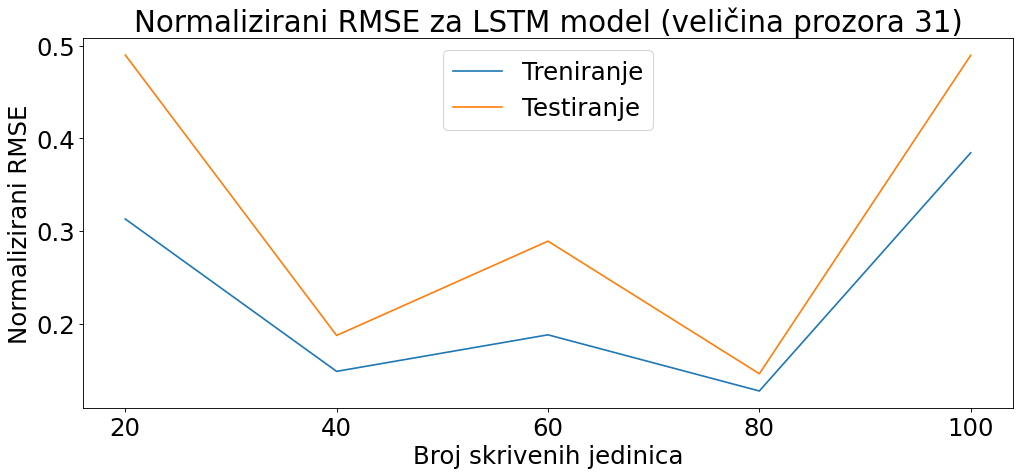 Normalizirani RMSE za LSTM model (veličina prozora 31)
Treniranje
Testiranje
Normalizirani RMSE
0.5
0.4
0.3
0.2
20 40 60 80 100
Broj skrivenih jedinica